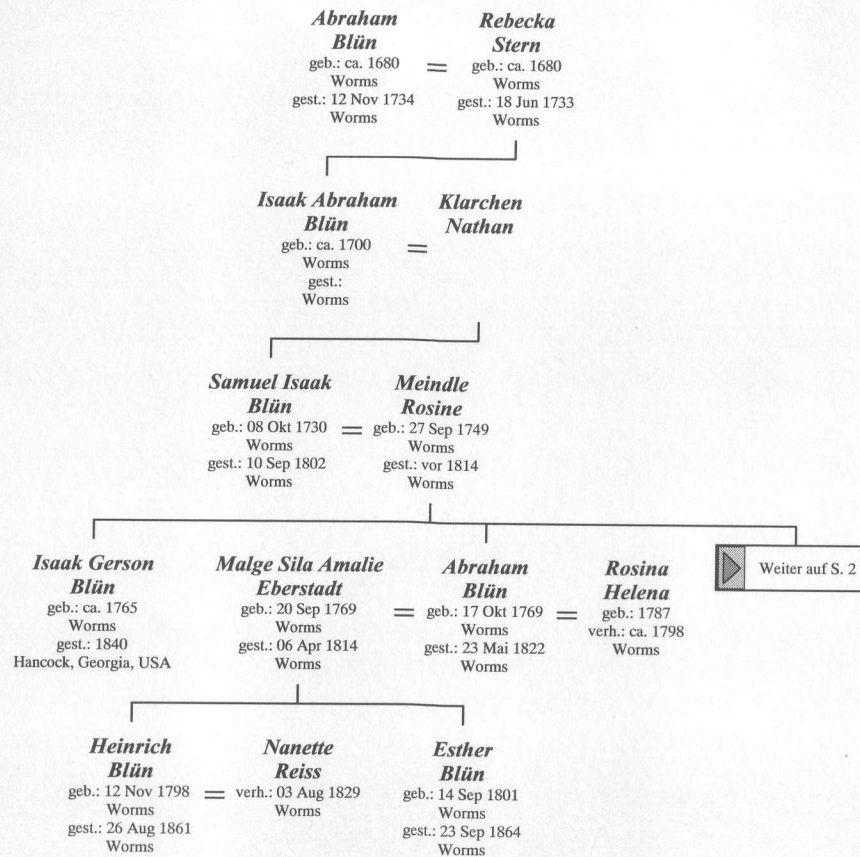 Abraham
Blün
geb.: ca. 1680
Worms
gest.: 12 Nov 1734
Worms
=
Rebecka
Stern
geb.: ca. 1680
Worms
gest.: 18 Jun 1733
Worms
Isaak Abraham
Blün
geb.: ca. 1700
Worms
gest.:
Worms
=
Klarchen
Nathan
Samuel Isaak
Blün
geb.: 08 Okt 1730
Worms
gest.: 10 Sep 1802
Worms
=
Meindle
Rosine
geb.: 27 Sep 1749
Worms
gest.: vor 1814
Worms
Isaak Gerson
Blün
geb.: ca. 1765
Worms
gest.: 1840
Hancock, Georgia, USA
Malge Sila Amalie
Eberstadt
geb.: 20 Sep 1769
Worms
gest.: 06 Apr 1814
Worms
=
Abraham
Blün
geb.: 17 Okt 1769
Worms
gest.: 23 Mai 1822
Worms
=
Rosina
Helena
geb.: 1787
verh.: ca. 1798
Worms
Weiter auf S. 2
Heinrich
Blün
geb.: 12 Nov 1798
Worms
gest.: 26 Aug 1861
Worms
=
Nanette
Reiss
verh.: 03 Aug 1829
Worms
Esther
Blün
geb.: 14 Sep 1801
Worms
gest.: 23 Sep 1864
Worms